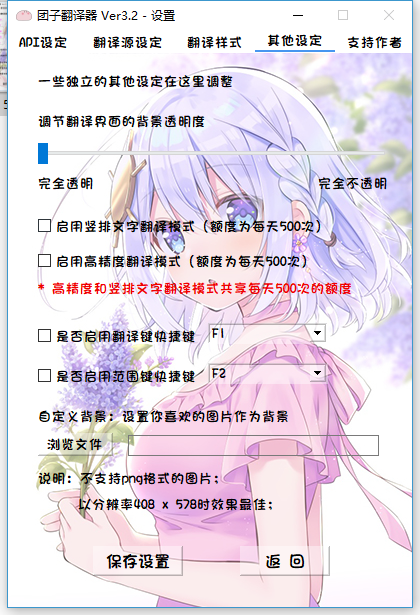 团子翻译器 Ver3.2 - 设置
API设定 翻译源设定 翻译样式 其他设定 支持作者
一些独立的其他设定在这里调整
调节翻译界面的背景透明度
完全透明 完全不透明
启用竖排文字翻译模式（额度为每天500次）
启用高精度翻译模式（额度为每天500次）
* 高精度和竖排文字翻译模式共享每天500次的额度
是否启用翻译键快捷键 F1
是否启用范围键快捷键 F2
自定义背景：设置你喜欢的图片作为背景
浏览文件
说明：不支持png格式的图片；
以分辨率408 x 578时效果最佳；
保存设置 返 回